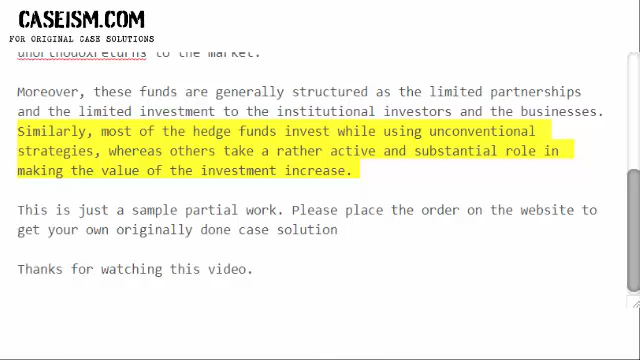 CASEISM.COM
FOR ORIGINAL CASE SOLUTIONS
unorthodoxreturns to the market.
Moreover, these funds are generally structured as the limited partnerships
and the limited investment to the institutional investors and the businesses.
Similarly, most of the hedge funds invest while using unconventional
strategies, whereas others take a rather active and substantial role in
making the value of the investment increase.
This is just a sample partial work. Please place the order on the website to
get your own originally done case solution
Thanks for watching this video.